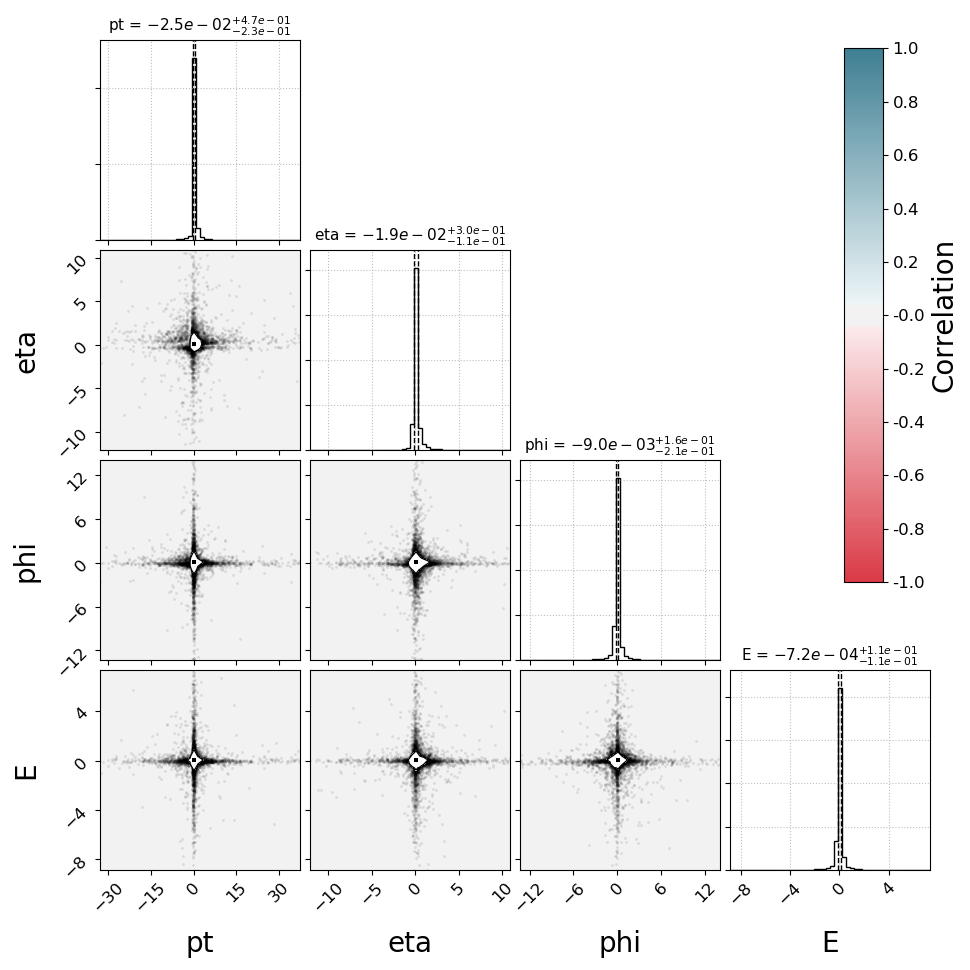 pt = −2.5e − 02 +4.7e−01 −2.3e−01
eta = −1.9e − 02 +3.0e−01 −1.1e−01
phi = −9.0e − 03 +1.6e−01 −2.1e−01
E = −7.2e − 04 +1.1e−01 −1.1e−01
1.0
0.8
0.6
0.4
0.2
-0.0
-0.2
-0.4
-0.6
-0.8
-1.0
Correlation
eta
10
5
0
−5
−10
phi
12
6
0
−6
−12
E
4
0
−4
−8
−30 −15 0 15 30
−10 −5 0 5 10
−12 −6 0 6 12
−8 −4 0 4
pt
eta
phi
E